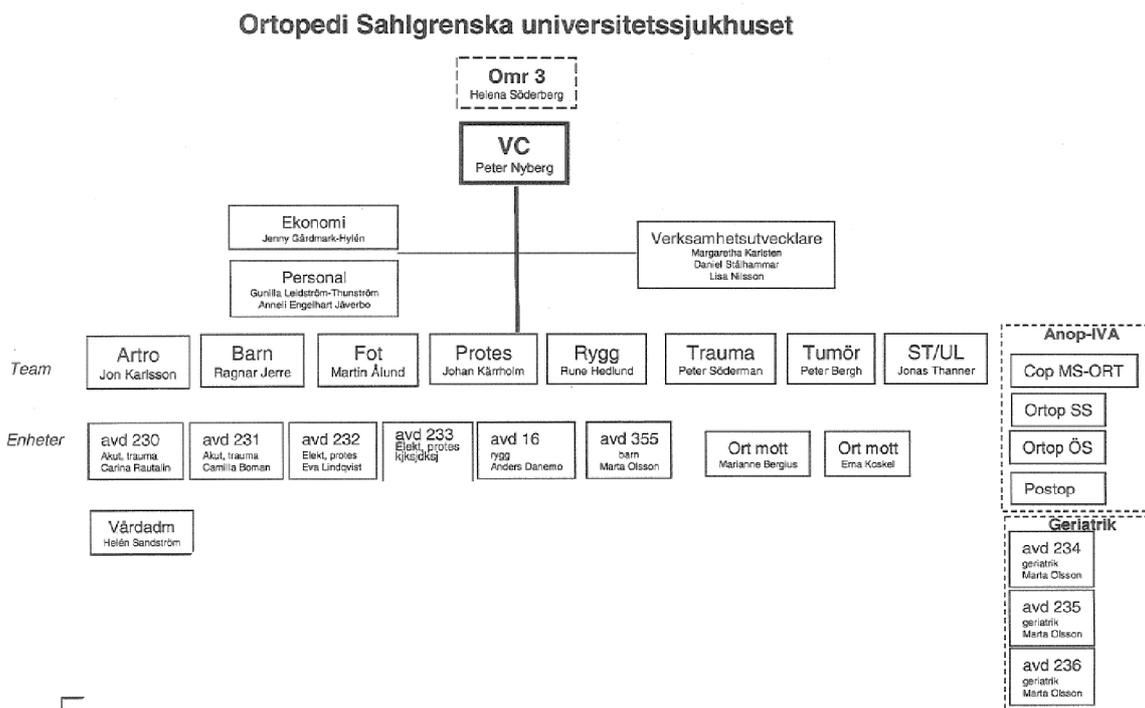 Ortopedi Sahlgrenska universitetssjukhuset
Omr 3
Helena Söderberg
VC
Peter Nyberg
Ekonomi
Jenny Gårdmark-Hylén
Personal
Gunilla Leidström-Thunström
Anneli Engelhart Jäverbo
Verksamhetsutvecklare
Margaretha Karlsten
Daniel Stålhammar
Lisa Nilsson
Team
Artro
Jon Karlsson
Barn
Ragnar Jerre
Fot
Martin Ålund
Protes
Johan Kärrholm
Rygg
Rune Hedlund
Trauma
Peter Söderman
Tumör
Peter Bergh
ST/UL
Jonas Thanner
Anop-IVA
Cop MS-ORT
Ortop SS
Ortop ÖS
Postop
Enheter
avd 230
Akut, trauma
Carina Rautalin
avd 231
Akut, trauma
Camilla Boman
avd 232
Elekt, protes
Eva Lindqvist
avd 233
Elekt, protes
kjksjdksj
avd 16
rygg
Anders Danemo
avd 355
barn
Marta Olsson
Ort mott
Marianne Bergius
Ort mott
Erna Koskel
Vårdadm
Helén Sandström
Geriatrik
avd 234
geriatrik
Marta Olsson
avd 235
geriatrik
Marta Olsson
avd 236
geriatrik
Marta Olsson